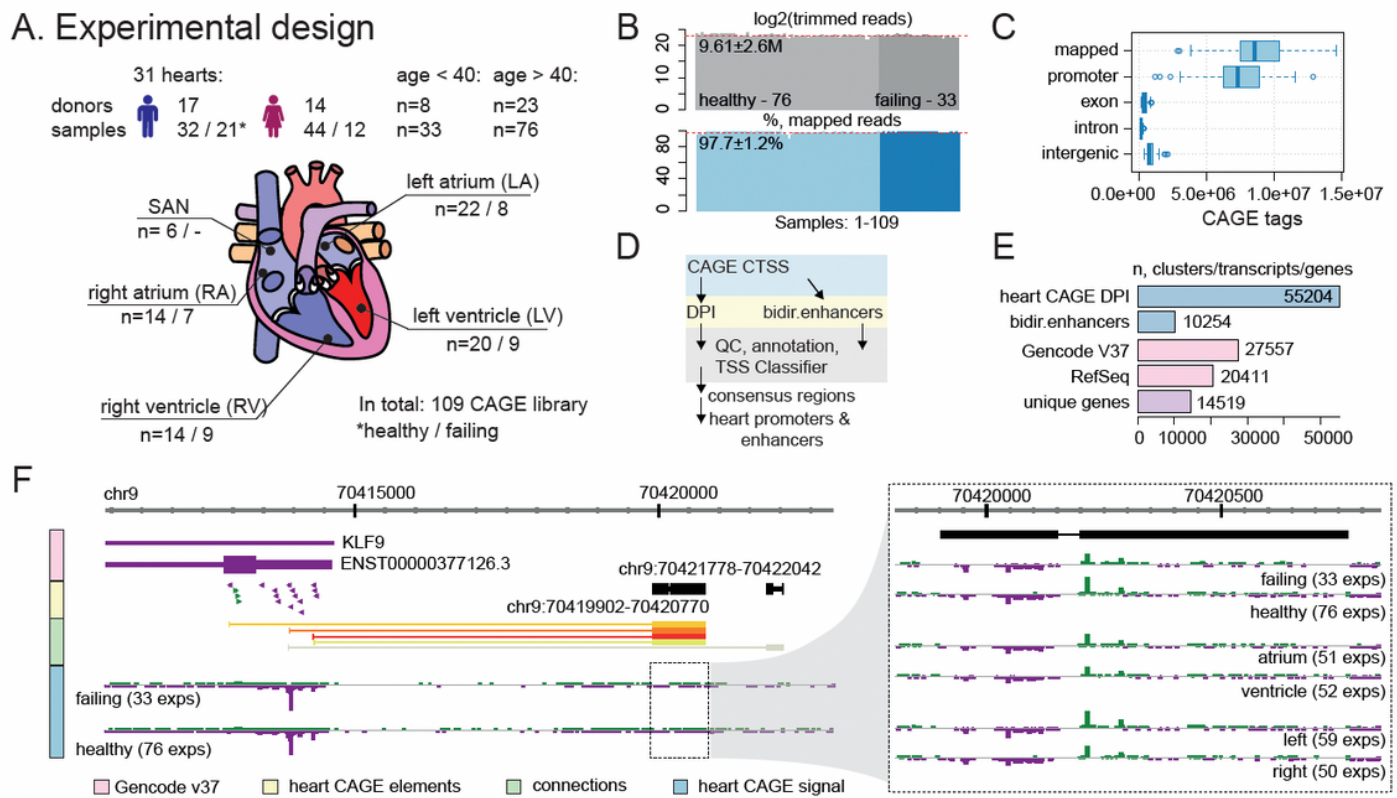 A. Experimental design
31 hearts:
age < 40: age > 40:
donors 17 14 n=8 n=23
samples 32 / 21* 44 / 12 n=33 n=76
left atrium (LA)
n=22 / 8
SAN
n= 6 / -
right atrium (RA)
n=14 / 7
left ventricle (LV)
n=20 / 9
right ventricle (RV)
n=14 / 9
In total: 109 CAGE library
*healthy / failing
B
log2(trimmed reads)
20
10
0
9.61±2.6M
healthy - 76
failing - 33
%, mapped reads
80
40
0
97.7±1.2%
Samples: 1-109
C
mapped
promoter
exon
intron
intergenic
0.0e+00 5.0e+06 1.0e+07 1.5e+07
CAGE tags
D
CAGE CTSS
DPI bidir.enhancers
QC, annotation,
TSS Classifier
consensus regions
heart promoters &
enhancers
E
n, clusters/transcripts/genes
heart CAGE DPI 55204
bidir.enhancers 10254
Gencode V37 27557
RefSeq 20411
unique genes 14519
0 10000 30000 50000
F
chr9 70415000 70420000
KLF9
ENST00000377126.3
chr9:70421778-70422042
chr9:70419902-70420770
failing (33 exps)
healthy (76 exps)
70420000 70420500
failing (33 exps)
healthy (76 exps)
atrium (51 exps)
ventricle (52 exps)
left (59 exps)
right (50 exps)
Gencode v37 heart CAGE elements connections heart CAGE signal